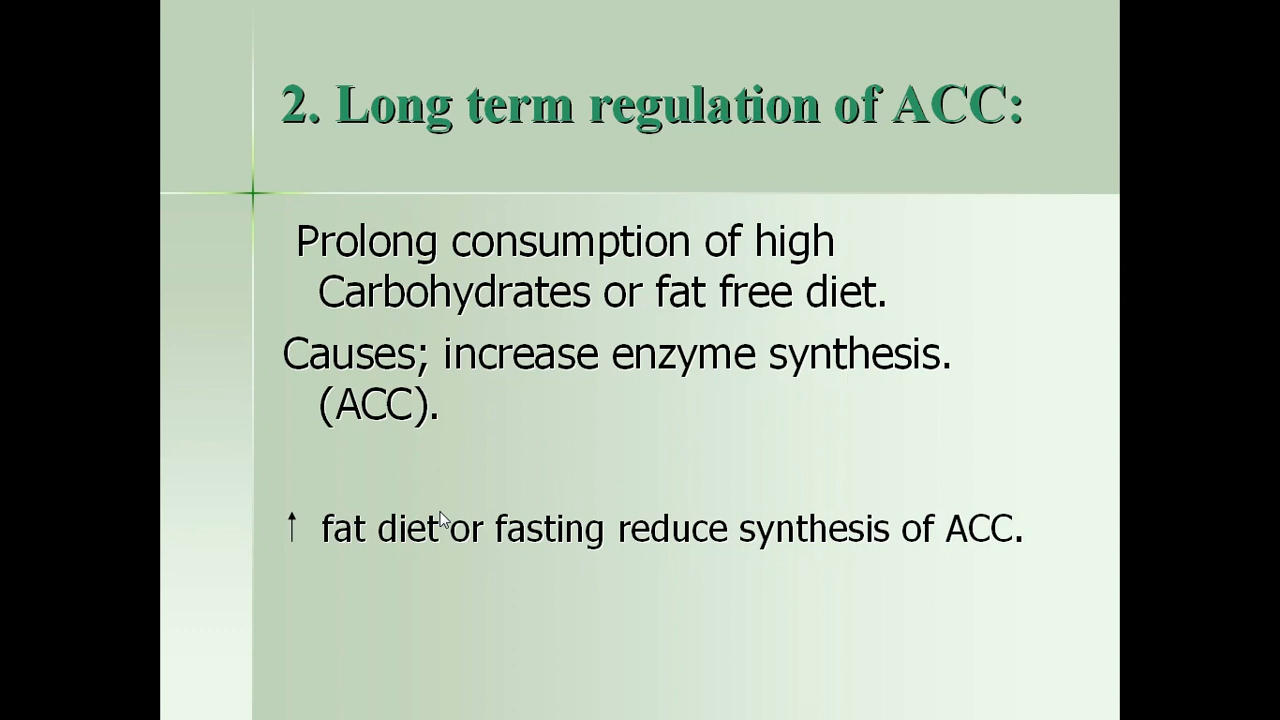 2. Long term regulation of ACC:
Prolong consumption of high
Carbohydrates or fat free diet.
Causes; increase enzyme synthesis.
(ACC).
↑ fat diet or fasting reduce synthesis of ACC.